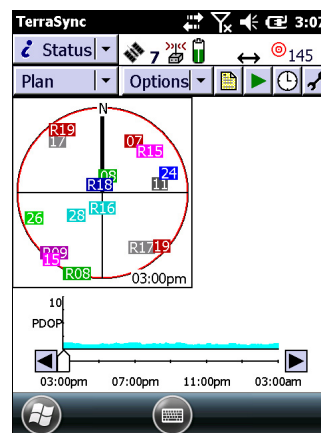 TerraSync 3:07
i Status 7 145
Plan Options
N
R19
17
07
R15
08
R18
24
11
R16
28
26
R09
15
R08
R17 19
03:00pm
10
PDOP
03:00pm 07:00pm 11:00pm 03:00am